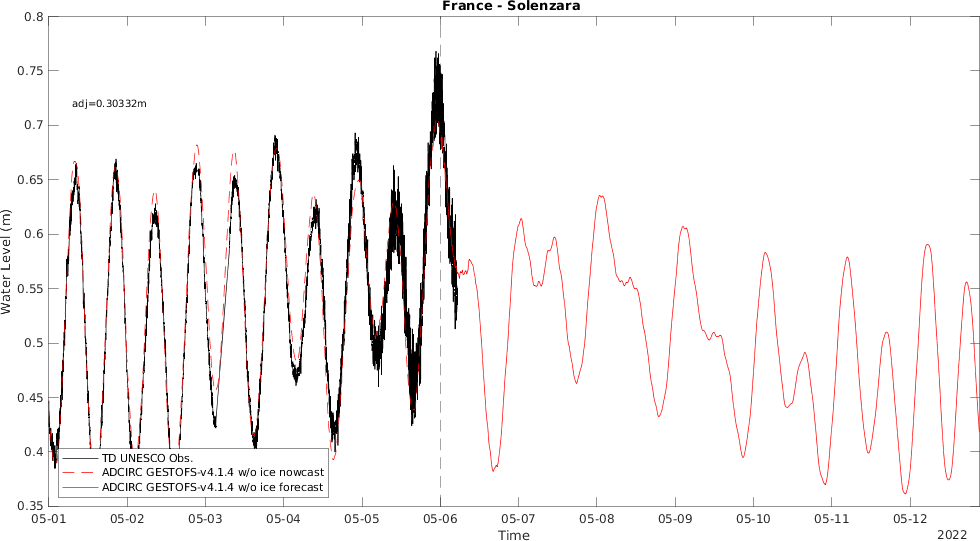 France - Solenzara
0.8
0.75
0.7
0.65
0.6
0.55
0.5
0.45
0.4
0.35
Water Level (m)
adj=0.30332m
TD UNESCO Obs.
ADCIRC GESTOFS-v4.1.4 w/o ice nowcast
ADCIRC GESTOFS-v4.1.4 w/o ice forecast
05-01 05-02 05-03 05-04 05-05 05-06 05-07 05-08 05-09 05-10 05-11 05-12
Time
2022